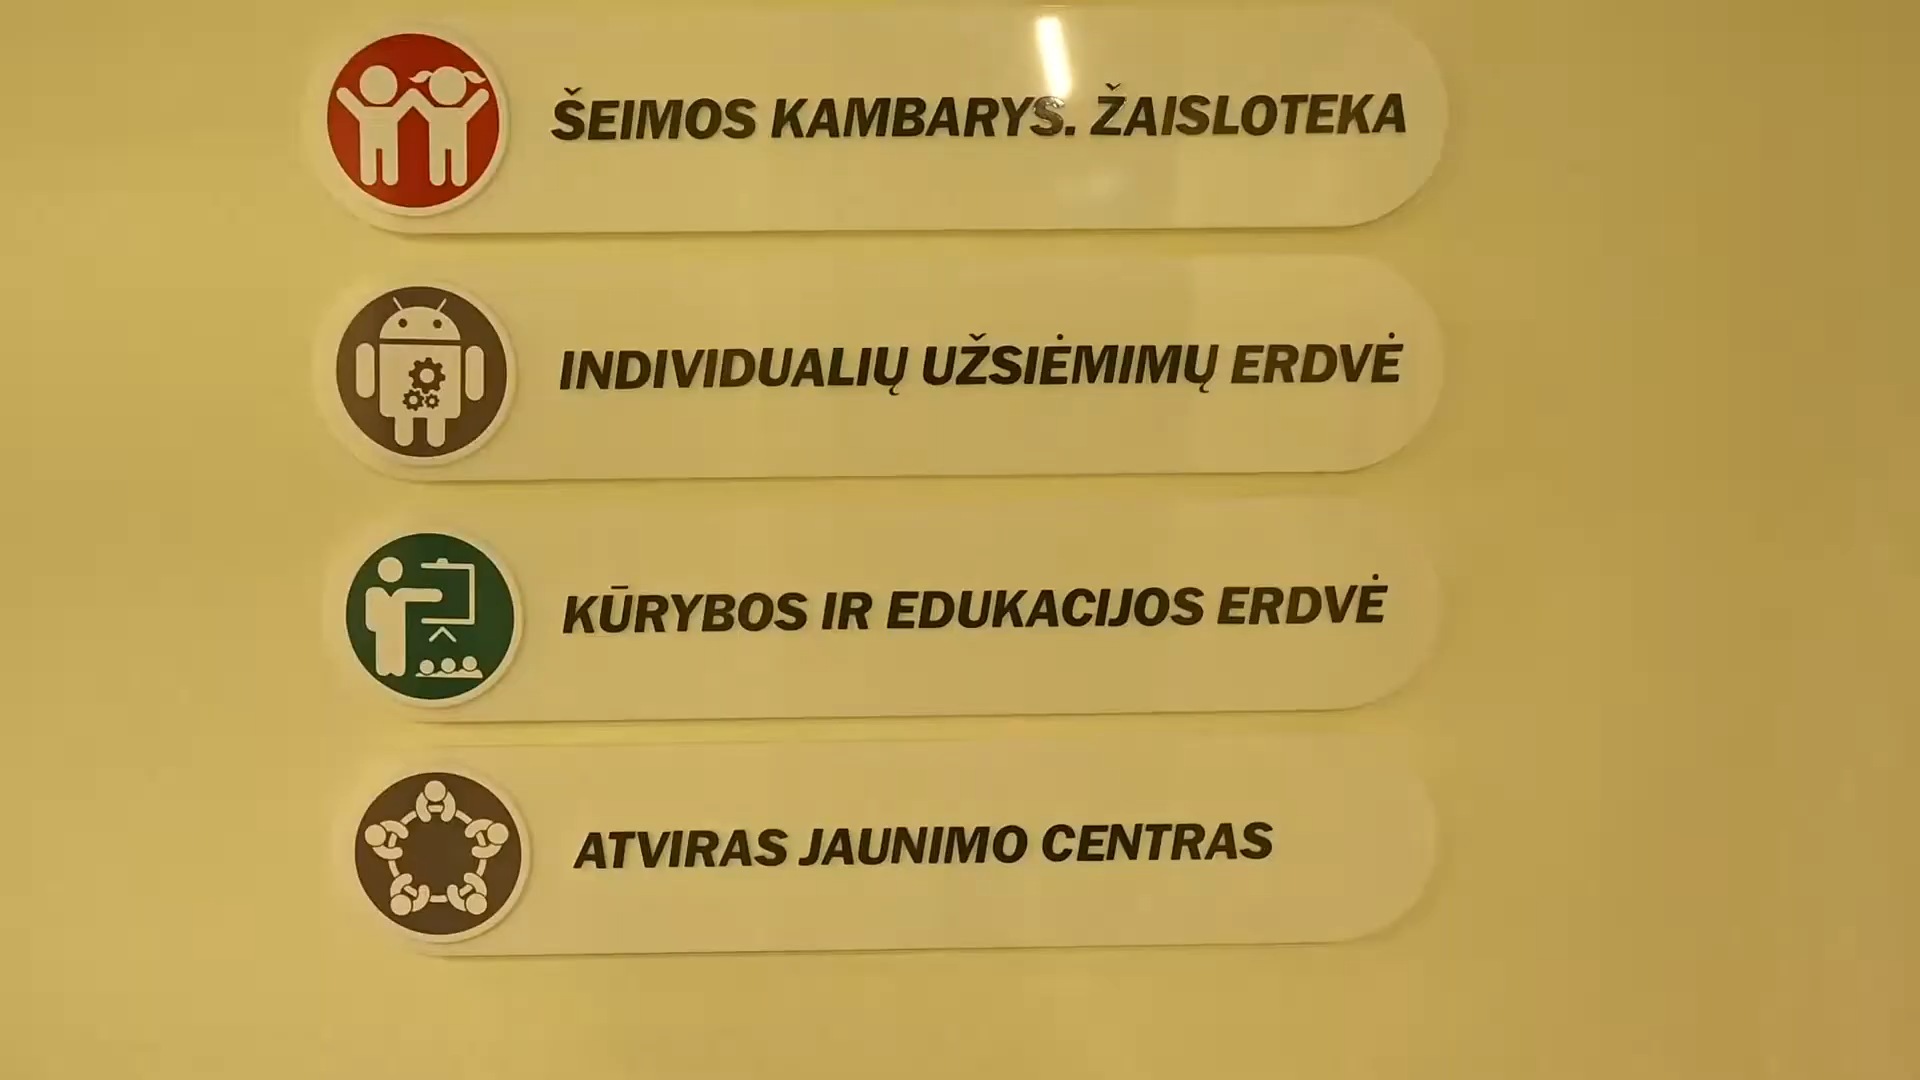 ŠEIMOS KAMBARYS. ŽAISLOTEKA
INDIVIDUALIŲ UŽSIĖMIMŲ ERDVĖ
KŪRYBOS IR EDUKACIJOS ERDVĖ
ATVIRAS JAUNIMO CENTRAS